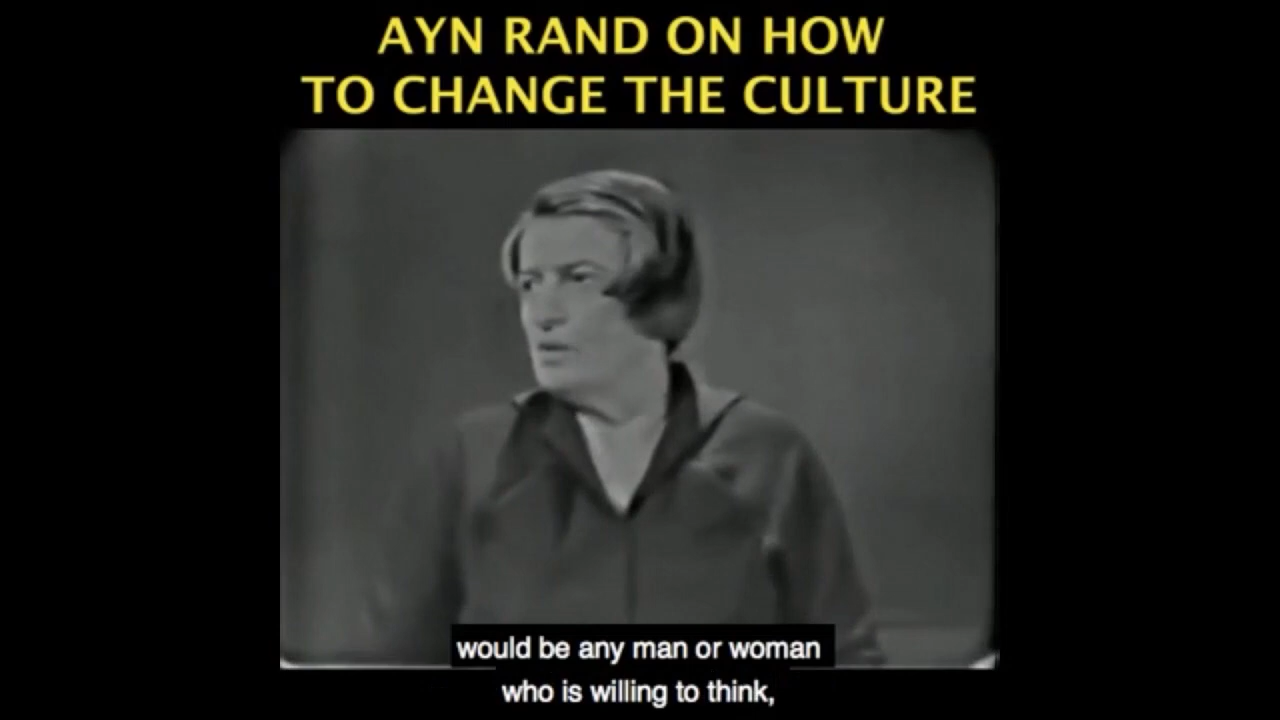 AYN RAND ON HOW
TO CHANGE THE CULTURE
would be any man or woman
who is willing to think,